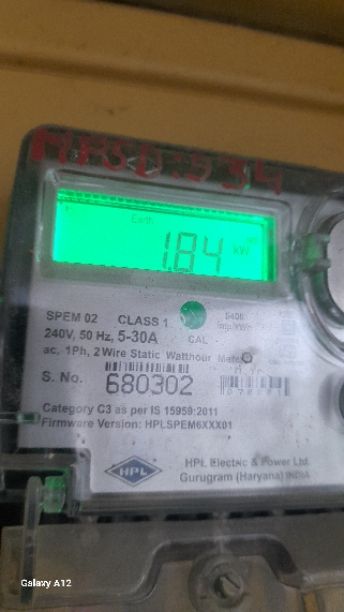 Earth
1.84 kW
SPEM 02 CLASS 1
240V, 50 Hz, 5-30A CAL
ac, 1Ph, 2 Wire Static Watthour Meter
S. No. 680302
Category C3 as per IS 15959:2011
Firmware Version: HPLSPEM6XXX01
HPL
HPL Electric & Power Ltd.
Gurugram (Haryana) INDIA
Galaxy A12